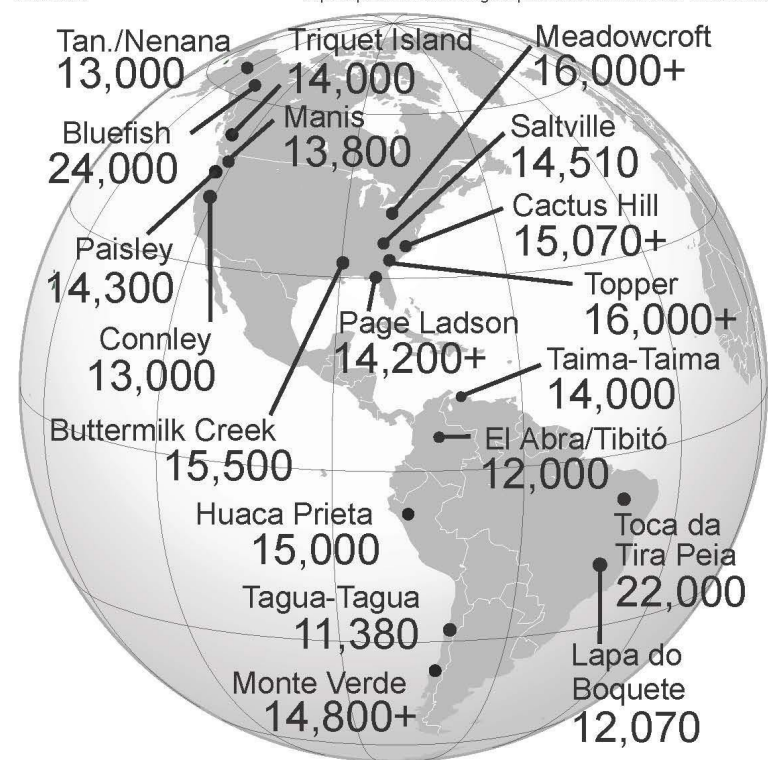 Tan./Nenana
13,000
Triquet Island
14,000
Meadowcroft
16,000+
Bluefish
24,000
Manis
13,800
Saltville
14,510
Cactus Hill
15,070+
Paisley
14,300
Topper
16,000+
Connley
13,000
Page Ladson
14,200+
Taima-Taima
14,000
Buttermilk Creek
15,500
El Abra/Tibitó
12,000
Huaca Prieta
15,000
Toca da
Tira Peia
22,000
Tagua-Tagua
11,380
Lapa do
Boquete
12,070
Monte Verde
14,800+